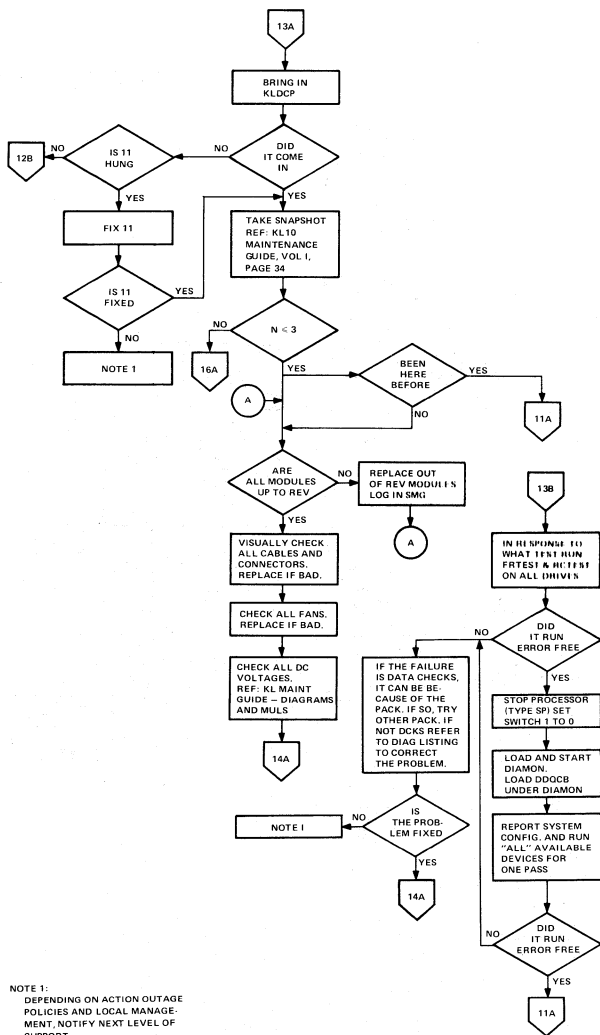 13A
BRING IN
KLDCP
DID
IT COME
IN
NO
YES
IS 11
HUNG
NO
12B
YES
FIX 11
IS 11
FIXED
YES
NO
NOTE 1
TAKE SNAPSHOT
REF: KL10
MAINTENANCE
GUIDE, VOL I,
PAGE 34
N < 3
NO
16A
YES
BEEN
HERE
BEFORE
YES
11A
NO
A
ARE
ALL MODULES
UP TO REV
NO
REPLACE OUT
OF REV MODULES
LOG IN SMG
A
YES
VISUALLY CHECK
ALL CABLES AND
CONNECTORS.
REPLACE IF BAD.
CHECK ALL FANS.
REPLACE IF BAD.
CHECK ALL DC
VOLTAGES,
REF: KL MAINT
GUIDE – DIAGRAMS
AND MULS
14A
13B
IN RESPONSE TO
WHAT TEST RUN
FRTEST & RCTEST
ON ALL DRIVES
DID
IT RUN
ERROR FREE
NO
YES
IF THE FAILURE
IS DATA CHECKS,
IT CAN BE BE-
CAUSE OF THE
PACK. IF SO, TRY
OTHER PACK. IF
NOT DCKS REFER
TO DIAG LISTING
TO CORRECT
THE PROBLEM.
IS
THE PROB-
LEM FIXED
NO
NOTE I
YES
14A
STOP PROCESSOR
(TYPE SP) SET
SWITCH 1 TO 0
LOAD AND START
DIAMON.
LOAD DDQCB
UNDER DIAMON
REPORT SYSTEM
CONFIG. AND RUN
"ALL" AVAILABLE
DEVICES FOR
ONE PASS
DID
IT RUN
ERROR FREE
NO
YES
11A
NOTE 1:
DEPENDING ON ACTION OUTAGE
POLICIES AND LOCAL MANAGE-
MENT, NOTIFY NEXT LEVEL OF
SUPPORT